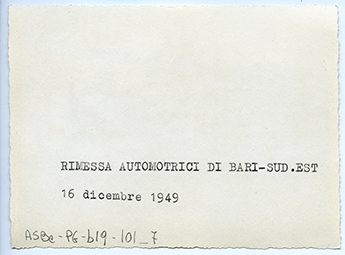 RIMESSA AUTOMOTRICI DI BARI-SUD.EST
16 dicembre 1949
ASBe-PG-b19-101_7